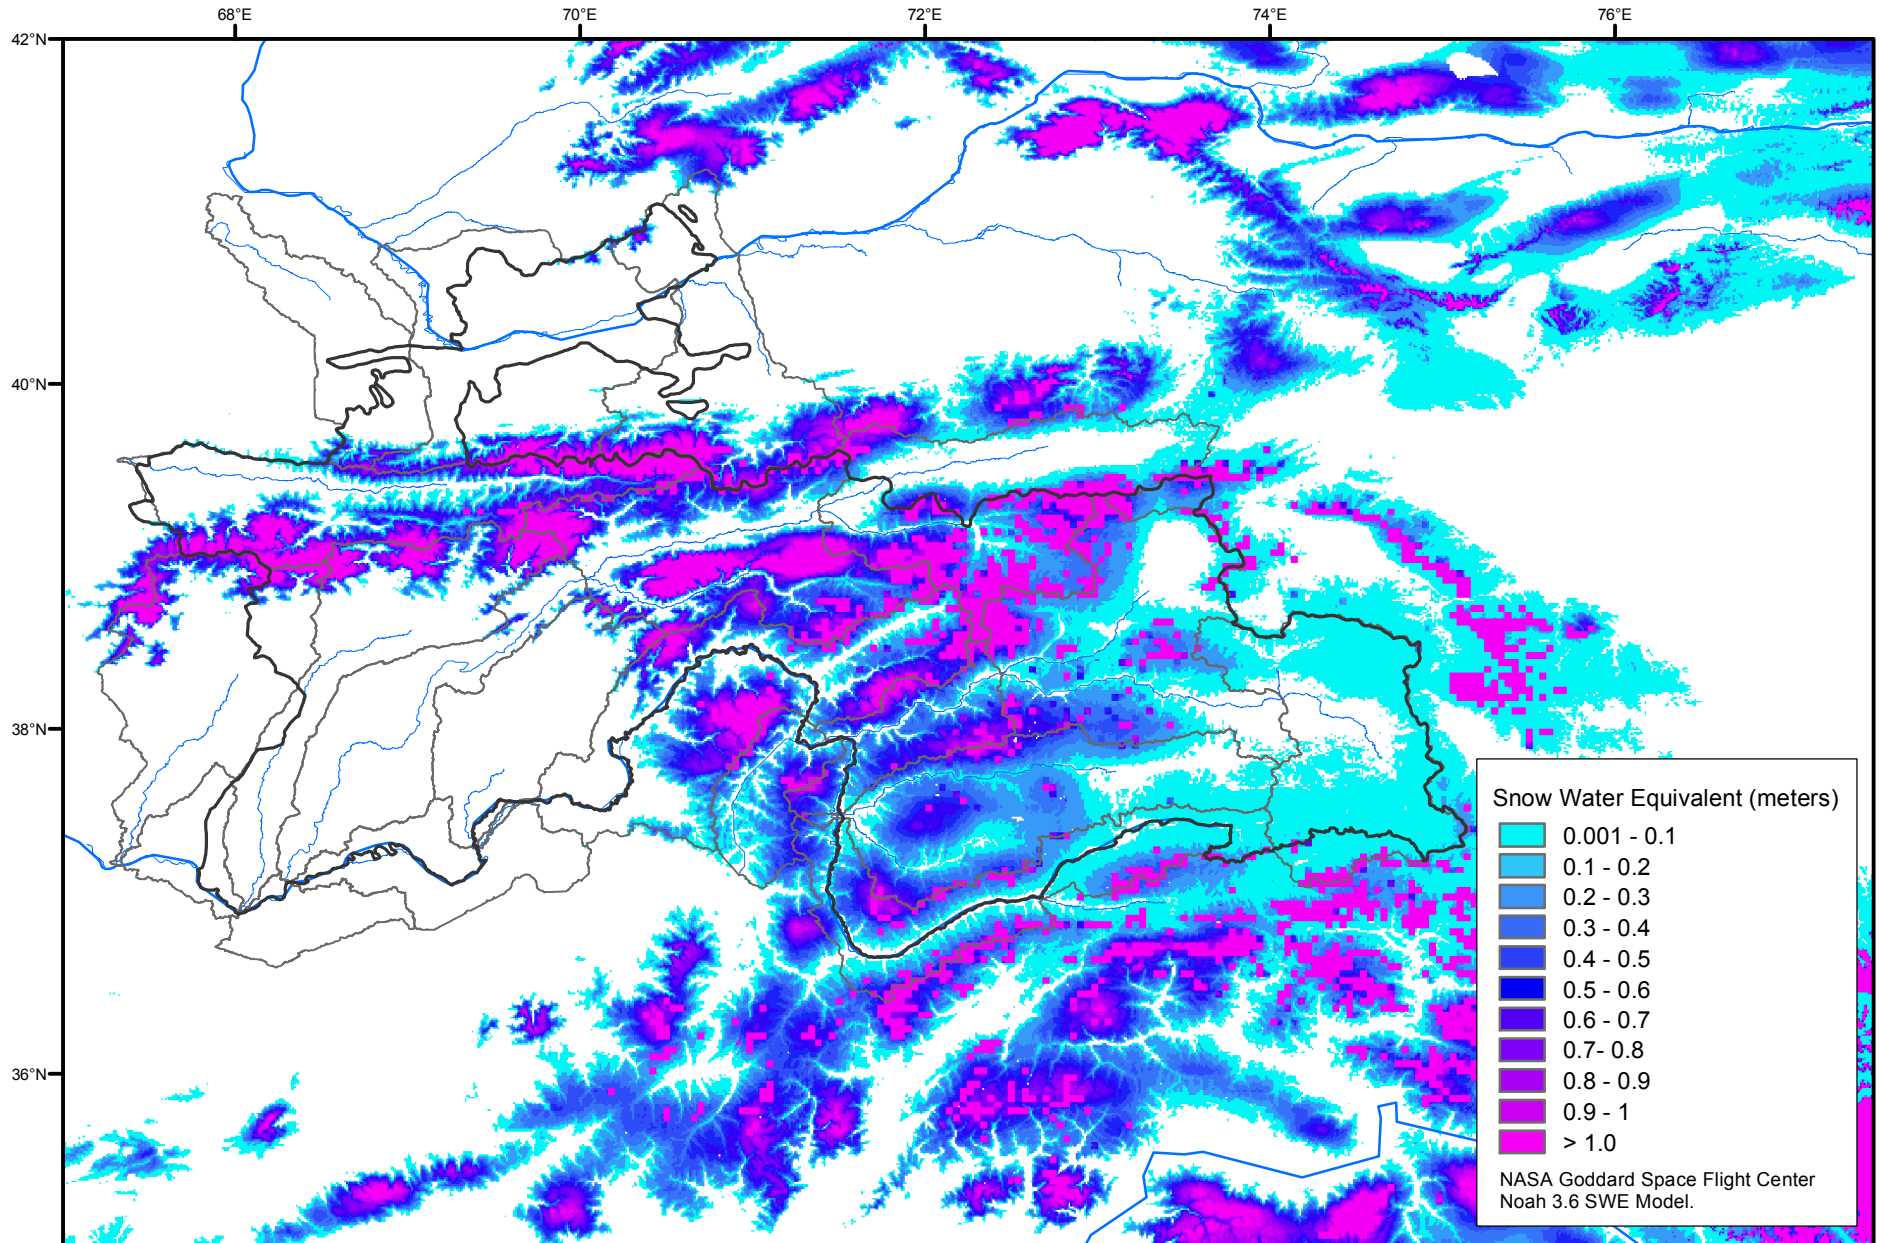 68°E 70°E 72°E 74°E 76°E
42°N
40°N
38°N
36°N
Snow Water Equivalent (meters)
0.001 - 0.1
0.1 - 0.2
0.2 - 0.3
0.3 - 0.4
0.4 - 0.5
0.5 - 0.6
0.6 - 0.7
0.7- 0.8
0.8 - 0.9
0.9 - 1
> 1.0
NASA Goddard Space Flight Center
Noah 3.6 SWE Model.